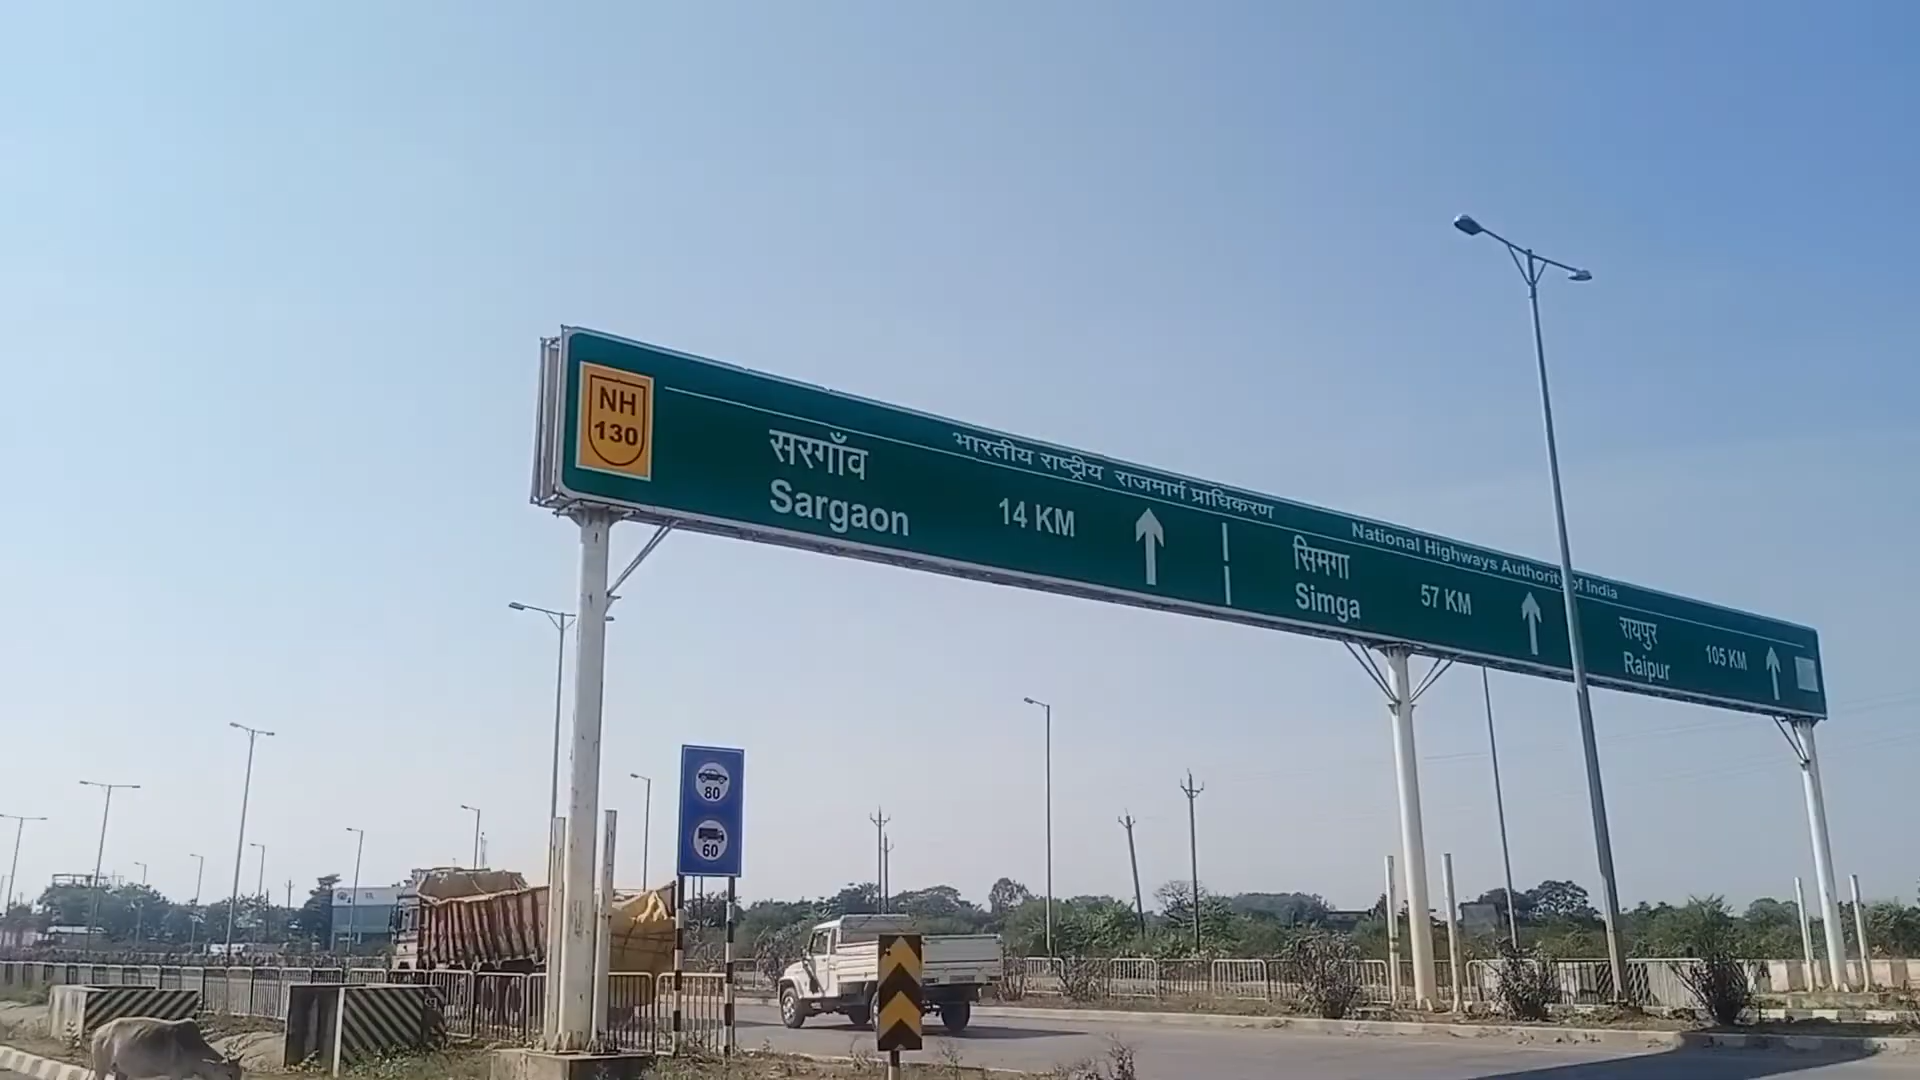 NH
130
भारतीय राष्ट्रीय राजमार्ग प्राधिकरण
National Highways Authority of India
सरगाँव
Sargaon
14 KM
सिमगा
Simga
57 KM
रायपुर
Raipur
105 KM
80
60